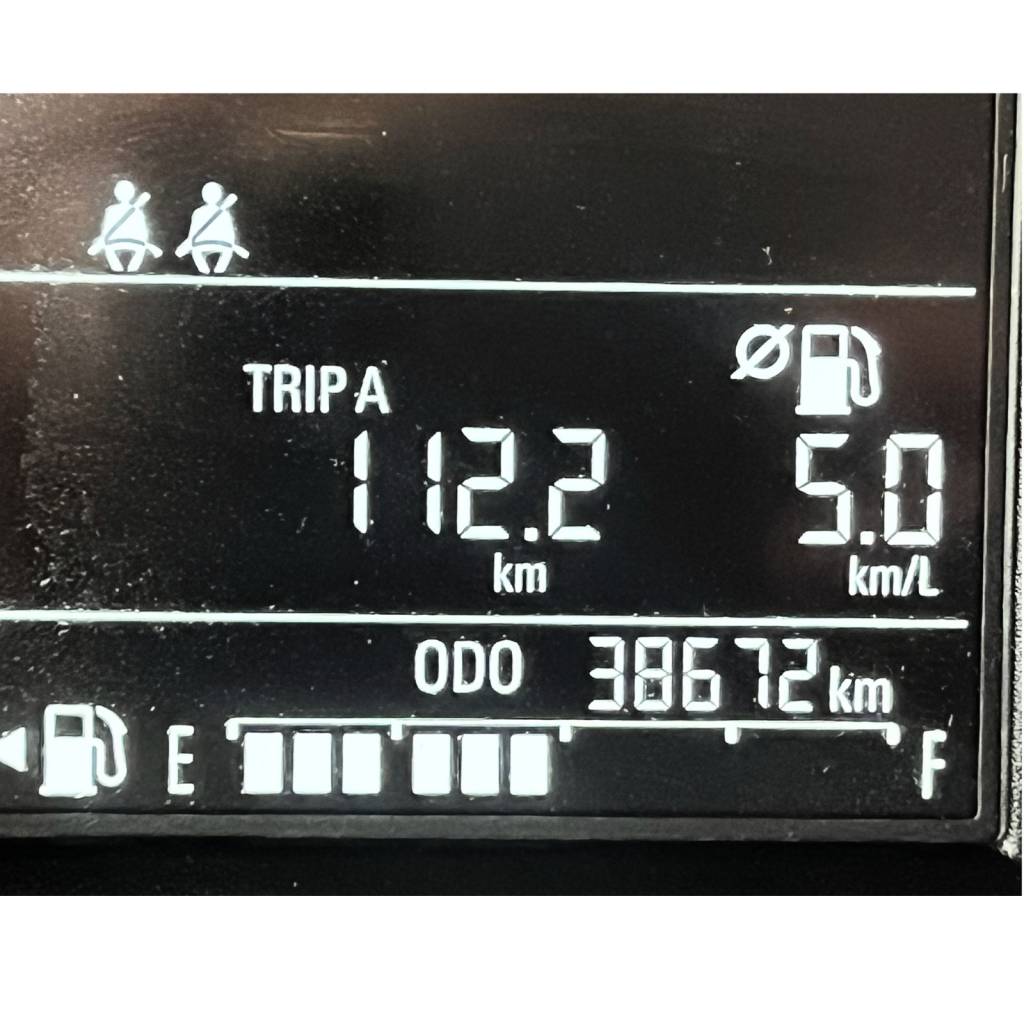 TRIP A
112.2
5.0
km
km/L
ODO 38672 km
E F